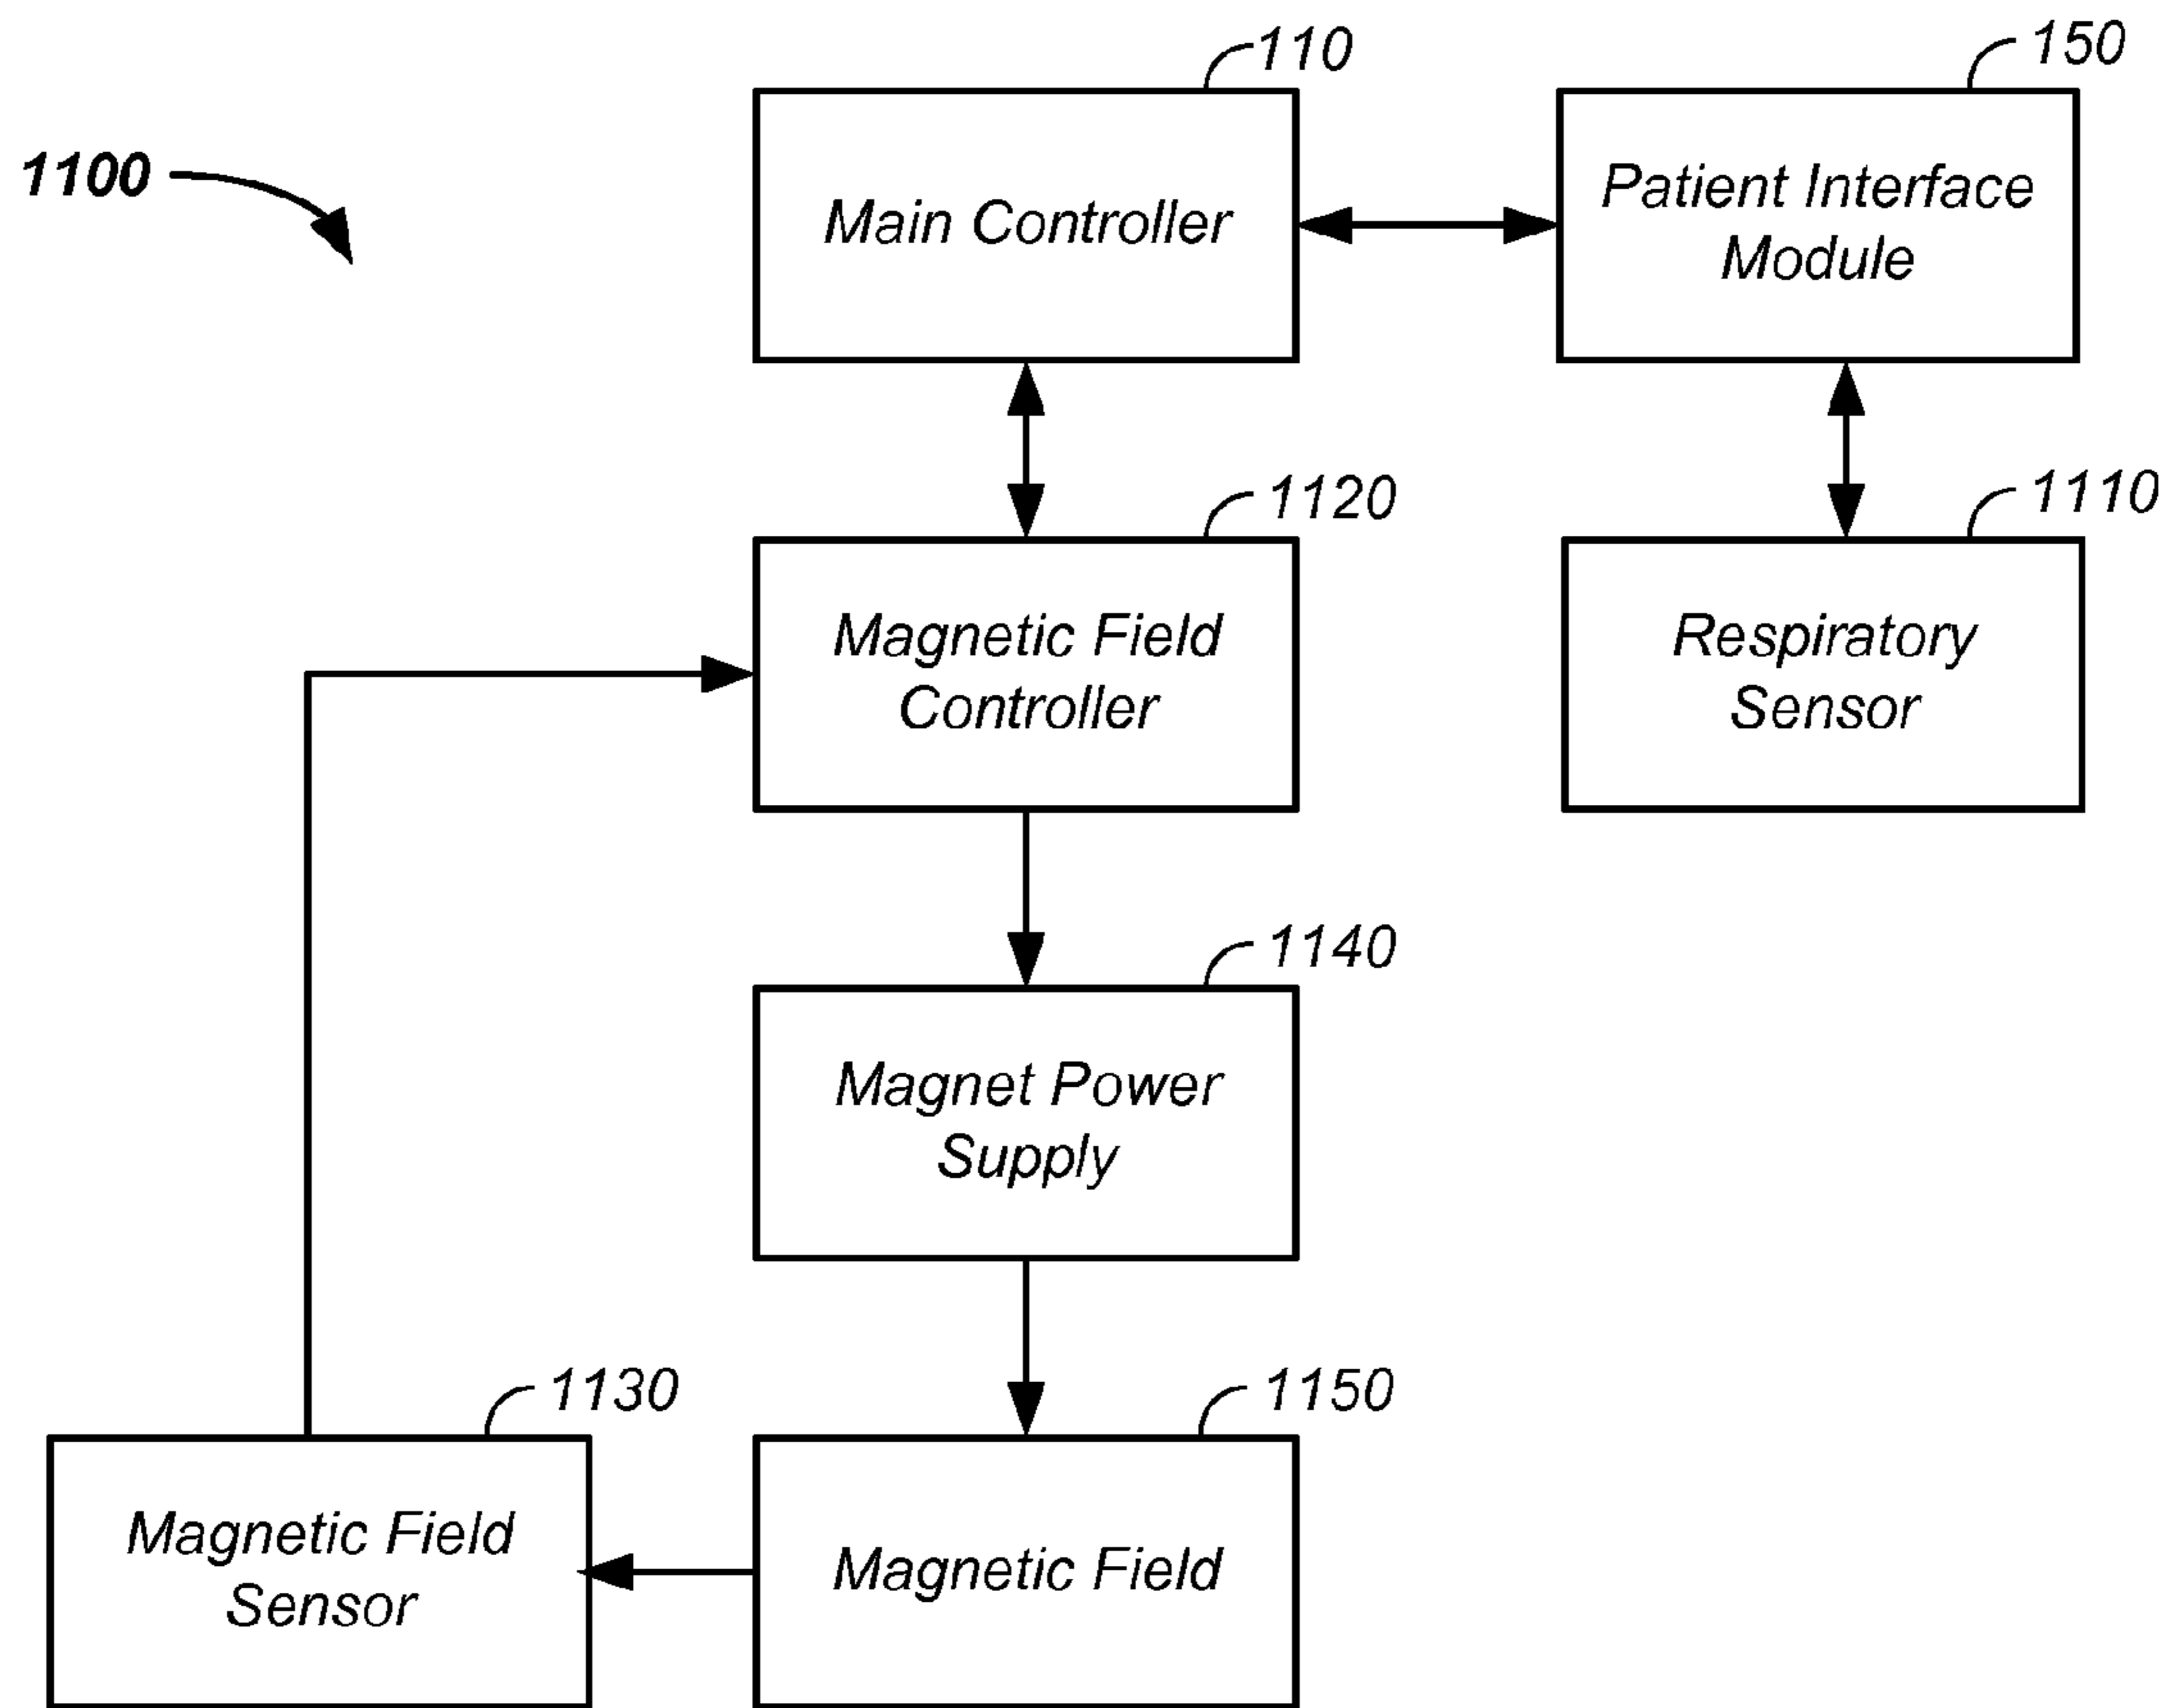 110
150
1100
Main Controller
Patient Interface
Module
1120
1110
Magnetic Field
Controller
Respiratory
Sensor
1140
Magnet Power
Supply
1130
1150
Magnetic Field
Sensor
Magnetic Field